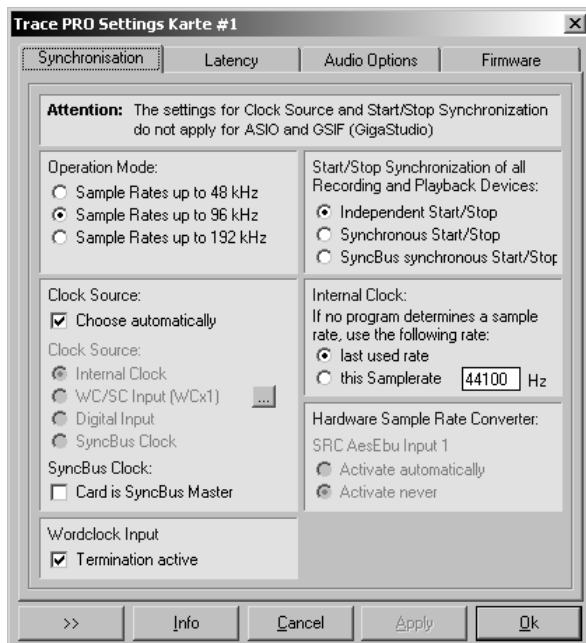 Trace PRO Settings Karte #1
Synchronisation
Latency
Audio Options
Firmware
Attention: The settings for Clock Source and Start/Stop Synchronization
do not apply for ASIO and GSIF (GigaStudio)
Operation Mode:
Sample Rates up to 48 kHz
Sample Rates up to 96 kHz
Sample Rates up to 192 kHz
Start/Stop Synchronization of all
Recording and Playback Devices:
Independent Start/Stop
Synchronous Start/Stop
SyncBus synchronous Start/Stop
Clock Source:
Choose automatically
Clock Source:
Internal Clock
WC/SC Input (WCx1)
...
Digital Input
SyncBus Clock
SyncBus Clock:
Card is SyncBus Master
Internal Clock:
If no program determines a sample
rate, use the following rate:
last used rate
this Samplerate 44100 Hz
Hardware Sample Rate Converter:
SRC AesEbu Input 1
Activate automatically
Activate never
Wordclock Input
Termination active
>>
Info
Cancel
Apply
Ok